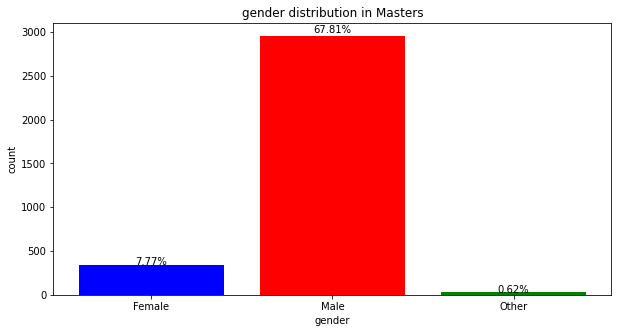 gender distribution in Masters
67.81%
3000
2500
2000
1500
1000
500
0
count
7.77%
0.62%
Female Male Other
gender